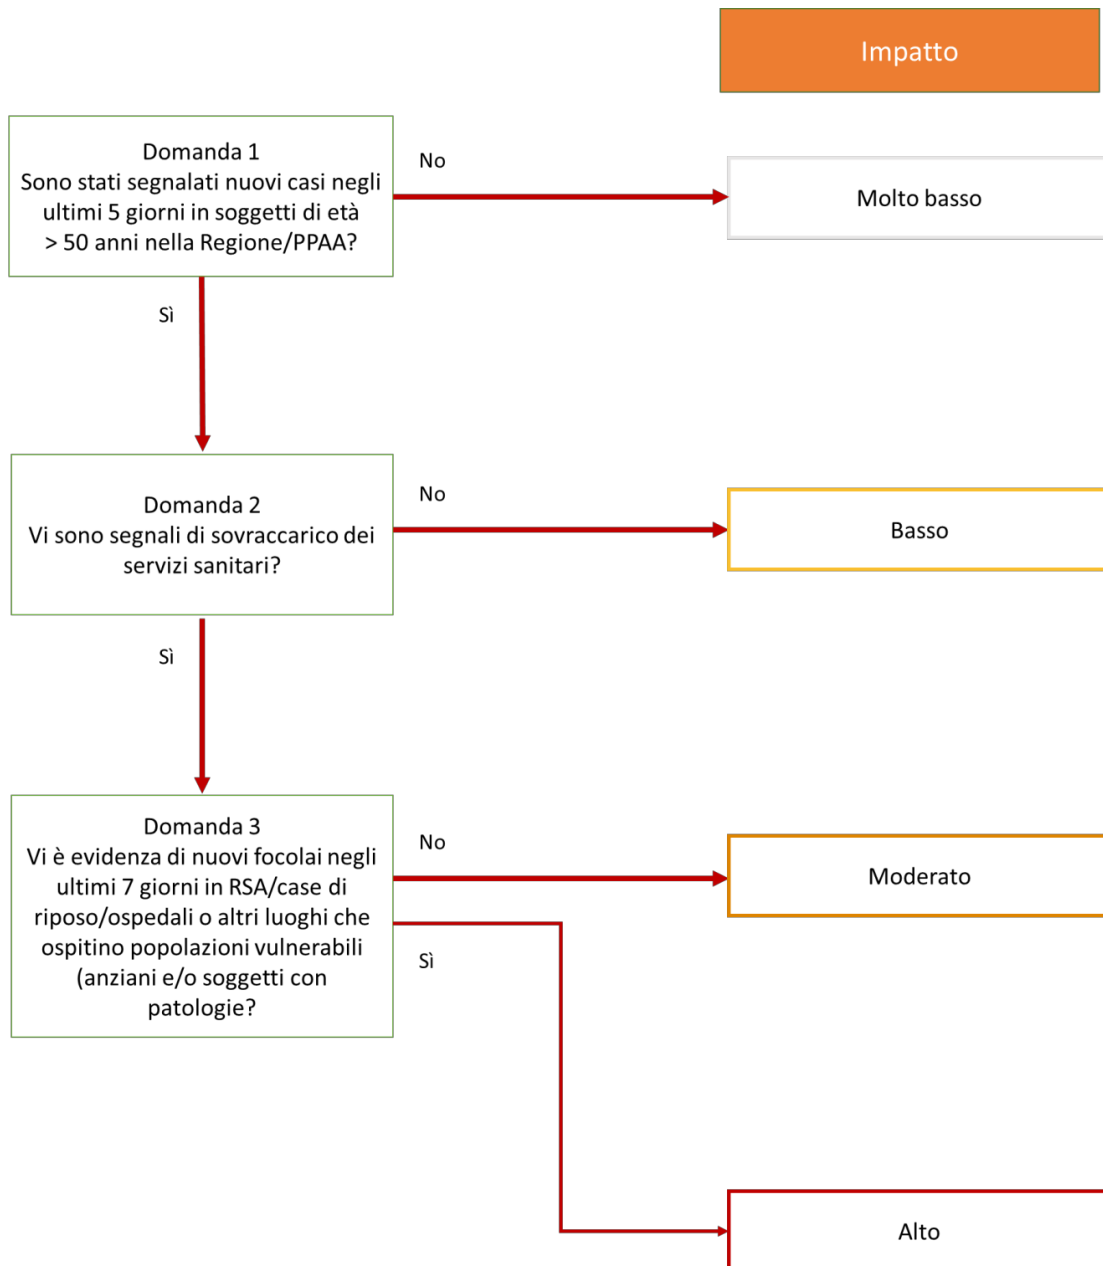 Impatto
Domanda 1
Sono stati segnalati nuovi casi negli
ultimi 5 giorni in soggetti di età
> 50 anni nella Regione/PPAA?
No
Molto basso
Sì
Domanda 2
Vi sono segnali di sovraccarico dei
servizi sanitari?
No
Basso
Sì
Domanda 3
Vi è evidenza di nuovi focolai negli
ultimi 7 giorni in RSA/case di
riposo/ospedali o altri luoghi che
ospitino popolazioni vulnerabili
(anziani e/o soggetti con
patologie?
No
Moderato
Sì
Alto